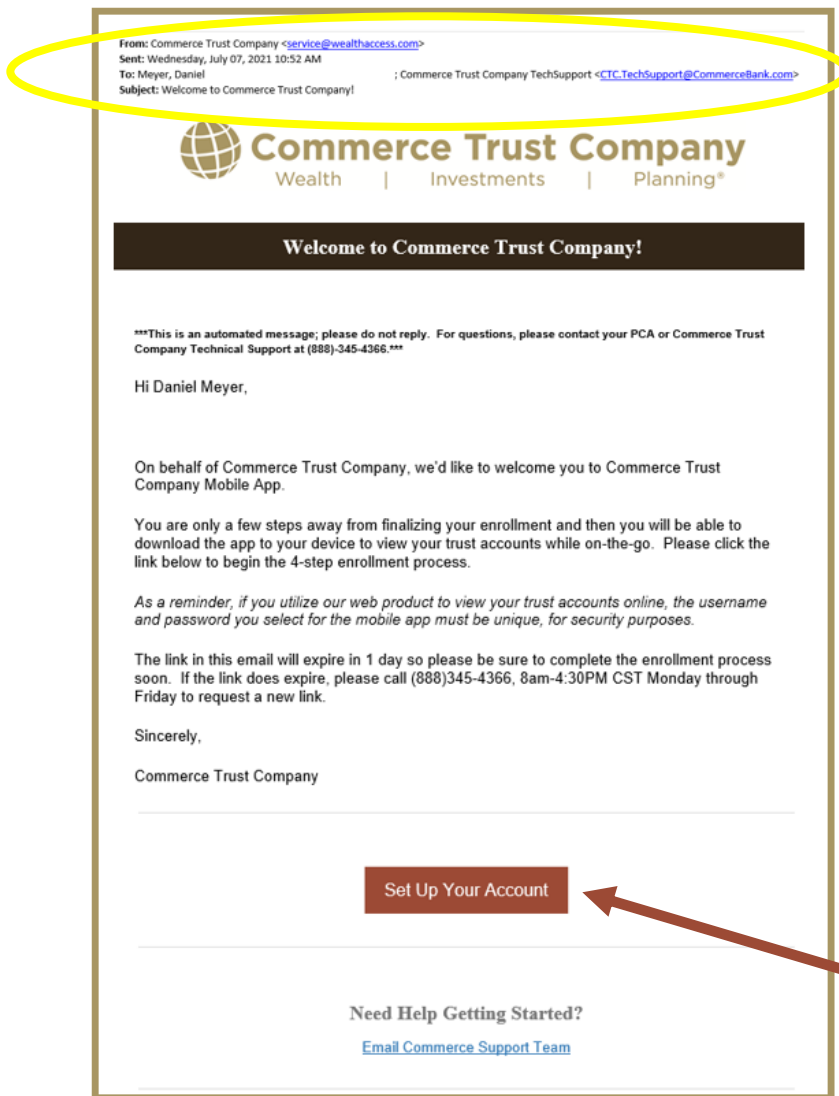 From: Commerce Trust Company <service@wealthaccess.com>
Sent: Wednesday, July 07, 2021 10:52 AM
To: Meyer, Daniel ; Commerce Trust Company TechSupport <CTC.TechSupport@CommerceBank.com>
Subject: Welcome to Commerce Trust Company!
Commerce Trust Company
Wealth | Investments | Planning®
Welcome to Commerce Trust Company!
***This is an automated message; please do not reply. For questions, please contact your PCA or Commerce Trust
Company Technical Support at (888)-345-4366.***
Hi Daniel Meyer,
On behalf of Commerce Trust Company, we'd like to welcome you to Commerce Trust
Company Mobile App.
You are only a few steps away from finalizing your enrollment and then you will be able to
download the app to your device to view your trust accounts while on-the-go. Please click the
link below to begin the 4-step enrollment process.
As a reminder, if you utilize our web product to view your trust accounts online, the username
and password you select for the mobile app must be unique, for security purposes.
The link in this email will expire in 1 day so please be sure to complete the enrollment process
soon. If the link does expire, please call (888)345-4366, 8am-4:30PM CST Monday through
Friday to request a new link.
Sincerely,
Commerce Trust Company
Set Up Your Account
Need Help Getting Started?
Email Commerce Support Team